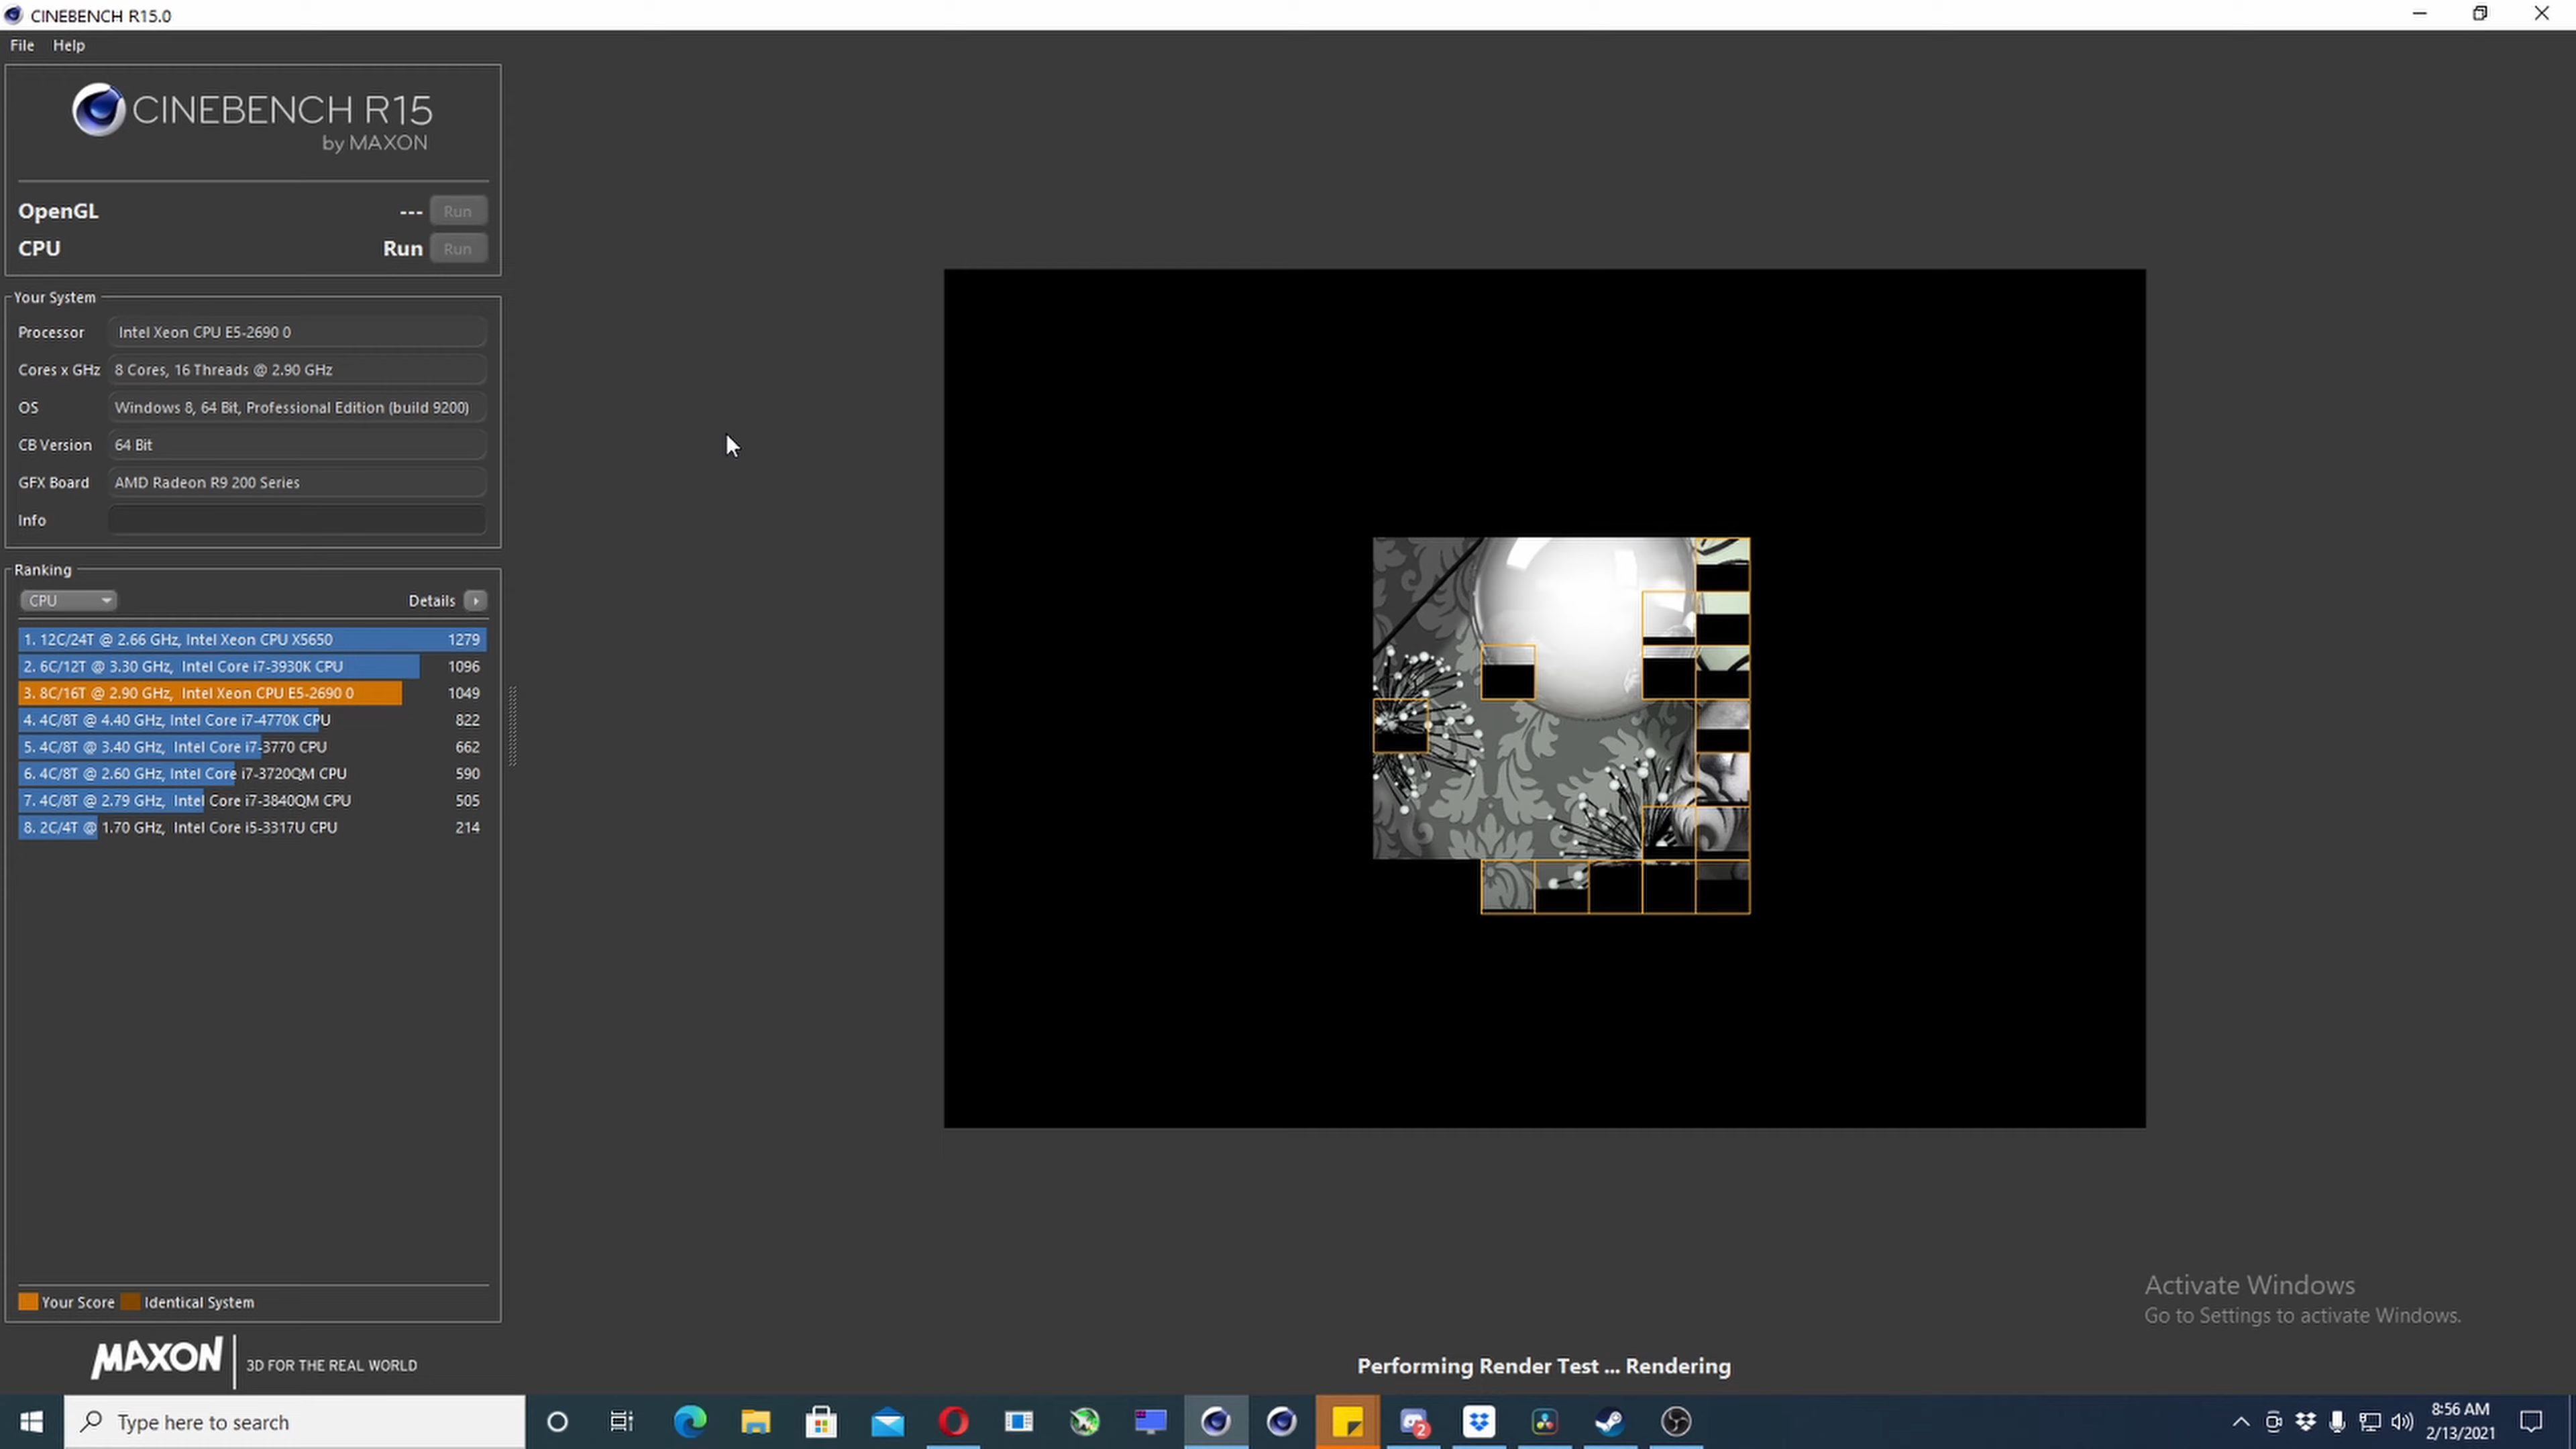 CINEBENCH R15.0
File Help
CINEBENCH R15
by MAXON
OpenGL --- Run
CPU Run Run
Your System
Processor Intel Xeon CPU E5-2690 0
Cores x GHz 8 Cores, 16 Threads @ 2.90 GHz
OS Windows 8, 64 Bit, Professional Edition (build 9200)
CB Version 64 Bit
GFX Board AMD Radeon R9 200 Series
Info
Ranking
CPU Details
1. 12C/24T @ 2.66 GHz, Intel Xeon CPU X5650 1279
2. 6C/12T @ 3.30 GHz, Intel Core i7-3930K CPU 1096
3. 8C/16T @ 2.90 GHz, Intel Xeon CPU E5-2690 0 1049
4. 4C/8T @ 4.40 GHz, Intel Core i7-4770K CPU 822
5. 4C/8T @ 3.40 GHz, Intel Core i7-3770 CPU 662
6. 4C/8T @ 2.60 GHz, Intel Core i7-3720QM CPU 590
7. 4C/8T @ 2.79 GHz, Intel Core i7-3840QM CPU 505
8. 2C/4T @ 1.70 GHz, Intel Core i5-3317U CPU 214
Your Score Identical System
MAXON 3D FOR THE REAL WORLD
Activate Windows
Go to Settings to activate Windows.
Performing Render Test ... Rendering
Type here to search
2
8:56 AM
2/13/2021